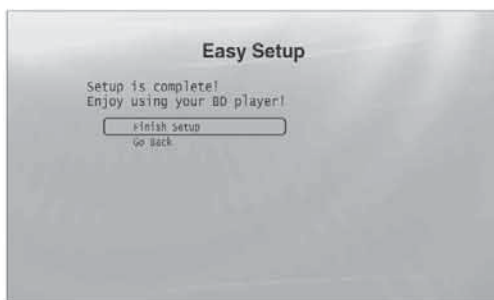 Easy Setup
Setup is complete!
Enjoy using your BD player!
Finish Setup
Go Back